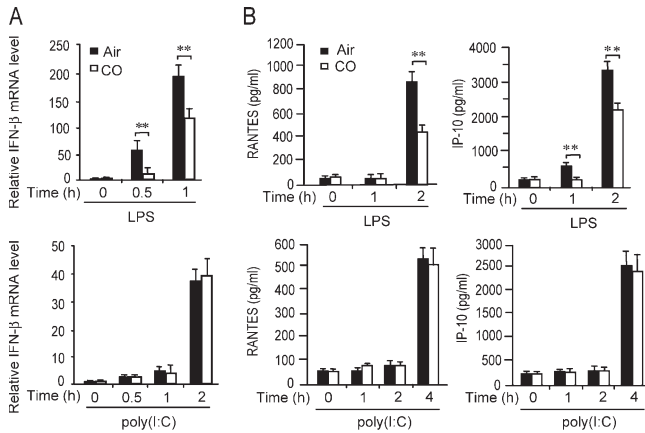 A
B
Relative IFN-β mRNA level
250
200
150
100
50
0
Air
CO
**
**
Time (h)
0
0.5
1
LPS
RANTES (pg/ml)
1200
1000
800
600
400
200
0
Air
CO
**
Time (h)
0
1
2
LPS
IP-10 (pg/ml)
4000
3000
2000
1000
0
**
**
0
1
2
LPS
Relative IFN-β mRNA level
50
40
30
20
10
0
Time (h)
0
0.5
1
2
poly(I:C)
RANTES (pg/ml)
600
500
400
300
200
100
0
Time (h)
0
1
2
4
poly(I:C)
IP-10 (pg/ml)
3000
2500
2000
1500
1000
500
0
0
1
2
4
poly(I:C)